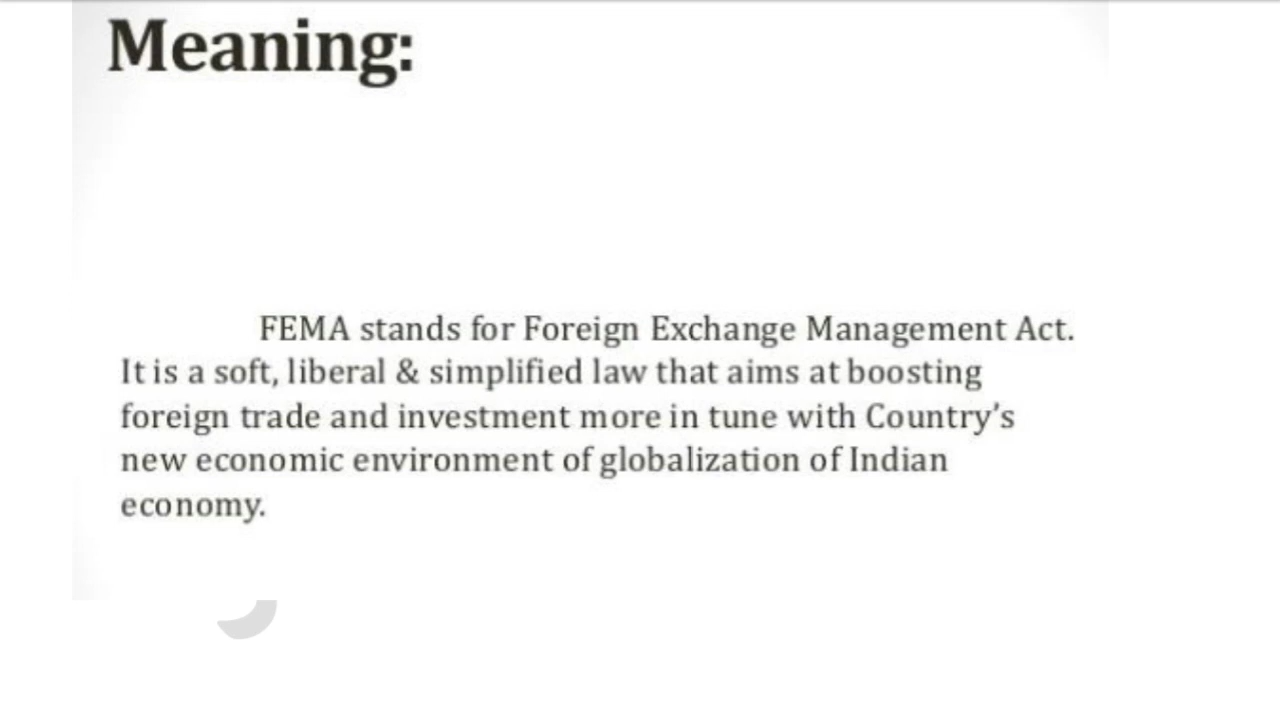 Meaning:
FEMA stands for Foreign Exchange Management Act.
It is a soft, liberal & simplified law that aims at boosting
foreign trade and investment more in tune with Country’s
new economic environment of globalization of Indian
economy.